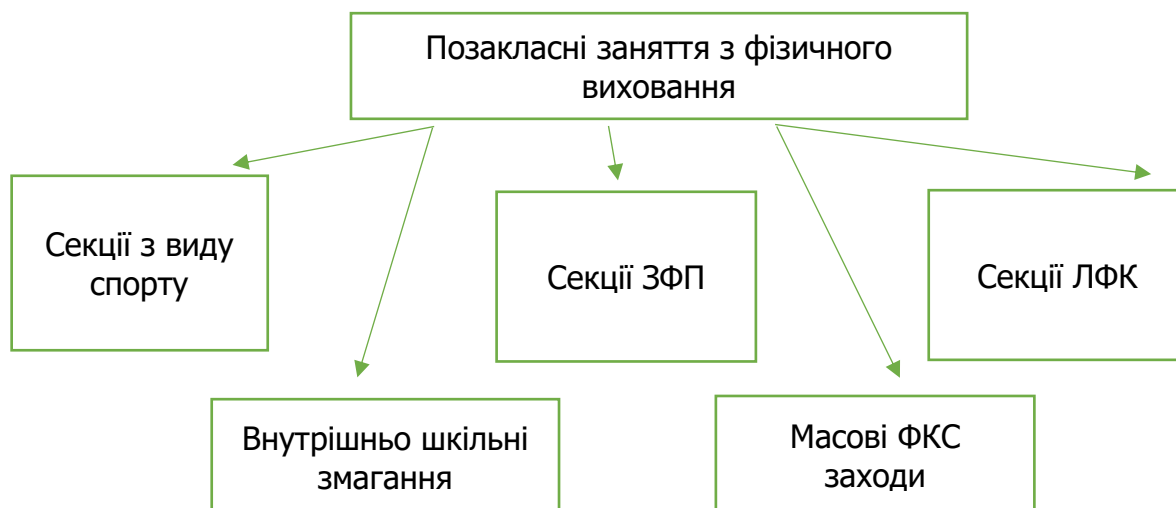 Позакласні заняття з фізичного
виховання
Секції з виду
спорту
Секції ЗФП
Секції ЛФК
Внутрішньо шкільні
змагання
Масові ФКС
заходи